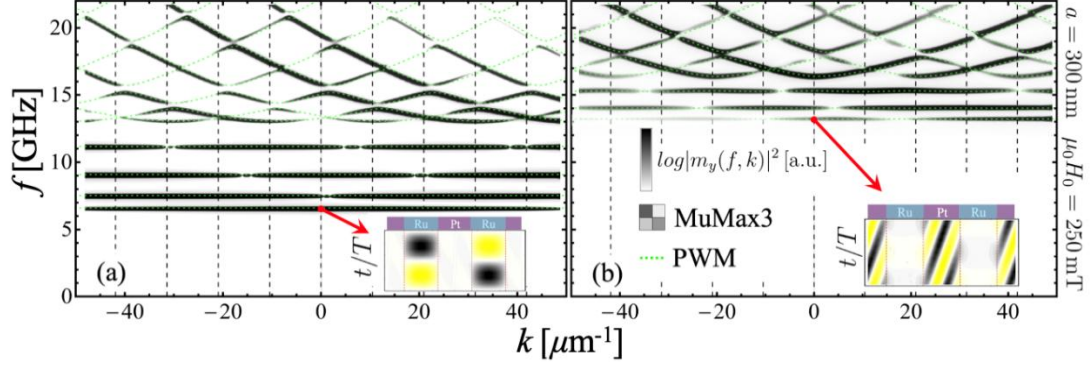 20
15
10
5
0
f [GHz]
(a)
t/T
Ru
Pt
Ru
−40
−20
0
20
40
(b)
log|m_y(f, k)|² [a.u.]
MuMax3
PWM
t/T
Ru
Pt
Ru
−40
−20
0
20
40
k [μm⁻¹]
a = 300 nm
μ₀H₀ = 250 mT